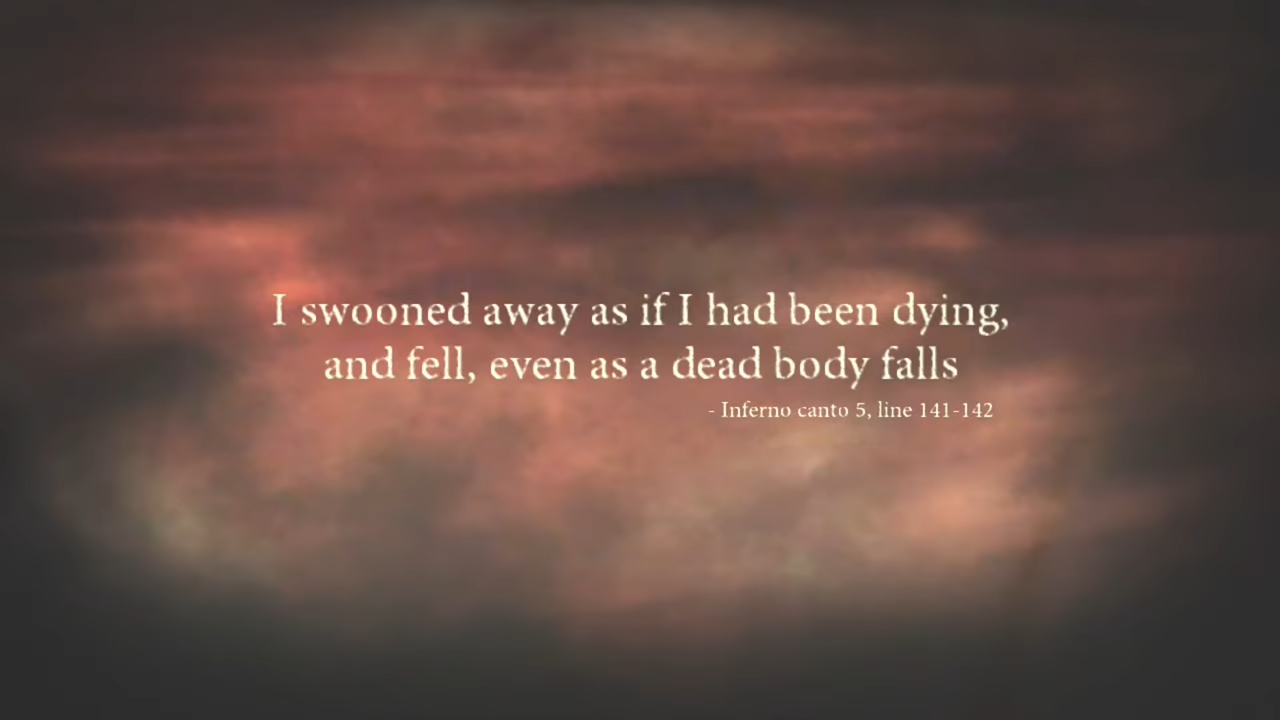 I swooned away as if I had been dying,
and fell, even as a dead body falls
- Inferno canto 5, line 141-142